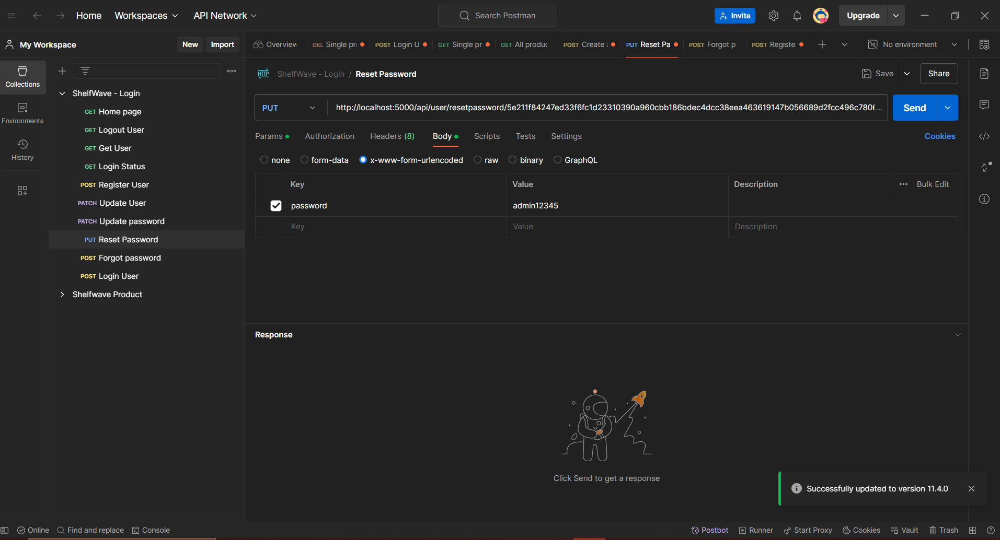 Home Workspaces API Network Search Postman Invite Upgrade
My Workspace New Import
Overview DEL Single pr POST Login U GET Single pr GET All produc POST Create PUT Reset Pa POST Forgot p POST Registe No environment
Collections
Environments
History
ShelfWave - Login
GET Home page
GET Logout User
GET Get User
GET Login Status
POST Register User
PATCH Update User
PATCH Update password
PUT Reset Password
POST Forgot password
POST Login User
Shelfwave Product
HTTP ShelfWave - Login / Reset Password Save Share
PUT http://localhost:5000/api/user/resetpassword/5e211f84247ed33f6fc1d23310390a960cbb186bdec4dcc38eea463619147b056689d2fcc496c780... Send
Params Authorization Headers (8) Body Scripts Tests Settings Cookies
none form-data x-www-form-urlencoded raw binary GraphQL
Key Value Description Bulk Edit
password admin12345
Key Value Description
Response
Click Send to get a response
Successfully updated to version 11.4.0
Online Find and replace Console Postbot Runner Start Proxy Cookies Vault Trash